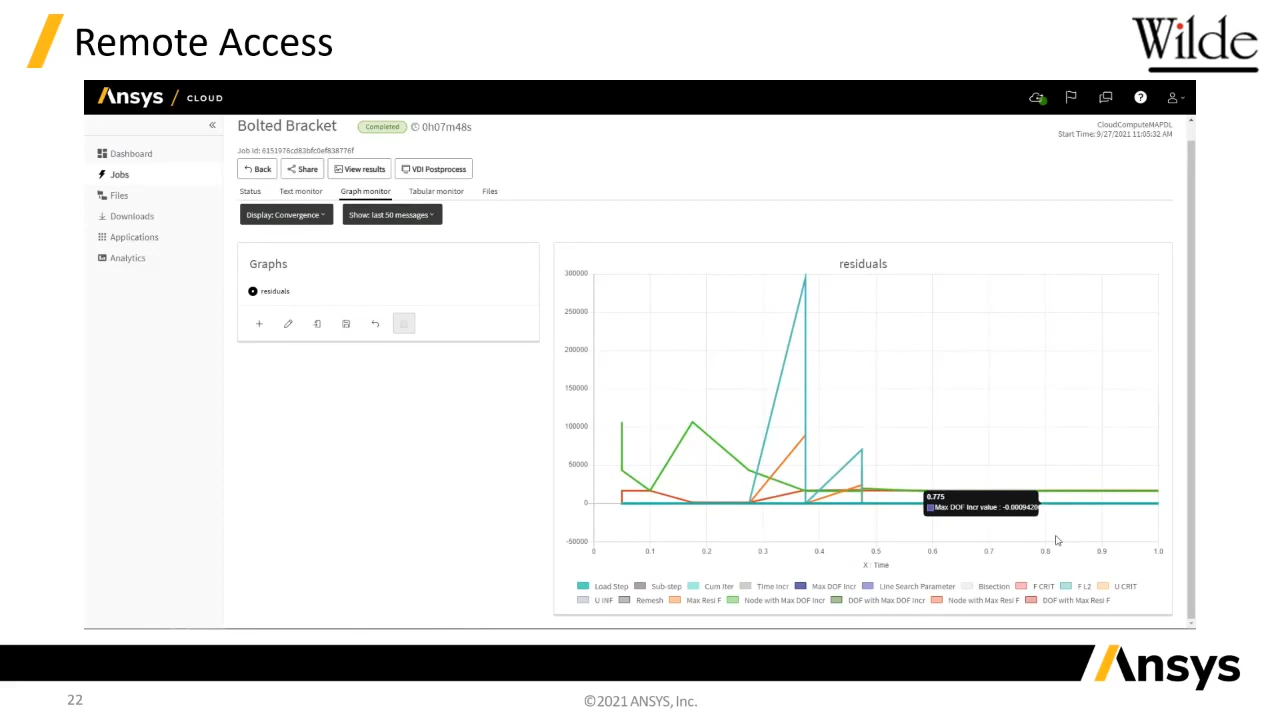 Remote Access
Wilde
Ansys / CLOUD
Bolted Bracket Completed 0h07m48s
CloudComputeMAPDL
Start Time: 9/27/2021 11:05:32 AM
Job Id: 6151976cd83bfc0ef838776f
Back Share View results VDI Postprocess
Status Text monitor Graph monitor Tabular monitor Files
Display: Convergence Show: last 50 messages
Dashboard
Jobs
Files
Downloads
Applications
Analytics
Graphs
residuals
residuals
300000
250000
200000
150000
100000
50000
0
-50000
0 0.1 0.2 0.3 0.4 0.5 0.6 0.7 0.8 0.9 1.0
X : Time
0.775
Max DOF Incr value : -0.0009420
Load Step Sub-step Cum Iter Time Incr Max DOF Incr Line Search Parameter Bisection F CRIT F L2 U CRIT
U INF Remesh Max Resi F Node with Max DOF Incr DOF with Max DOF Incr Node with Max Resi F DOF with Max Resi F
Ansys
22
©2021 ANSYS, Inc.